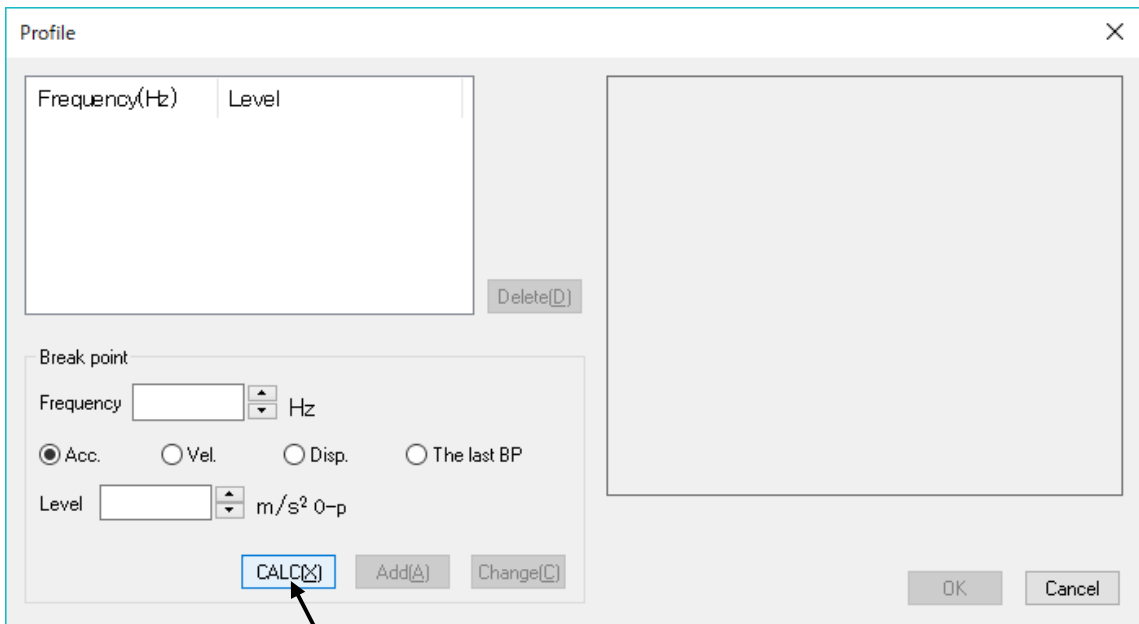 Profile
Frequency(Hz) Level
Delete(D)
Break point
Frequency Hz
Acc. Vel. Disp. The last BP
Level m/s² 0-p
CALC(X) Add(A) Change(C)
OK Cancel